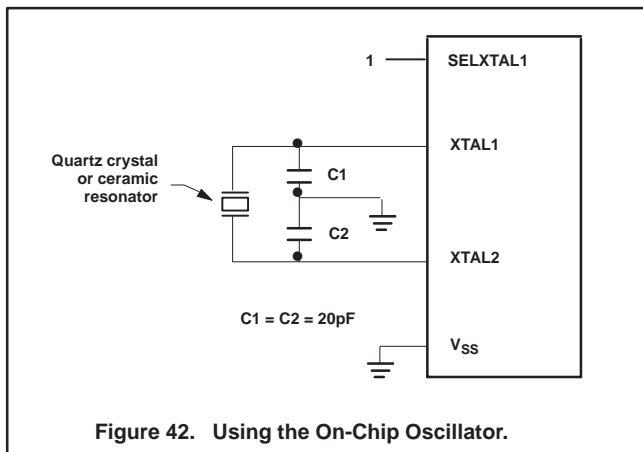 1
SELXTAL1
XTAL1
Quartz crystal
or ceramic
resonator
C1
C2
XTAL2
C1 = C2 = 20pF
VSS
Figure 42. Using the On-Chip Oscillator.